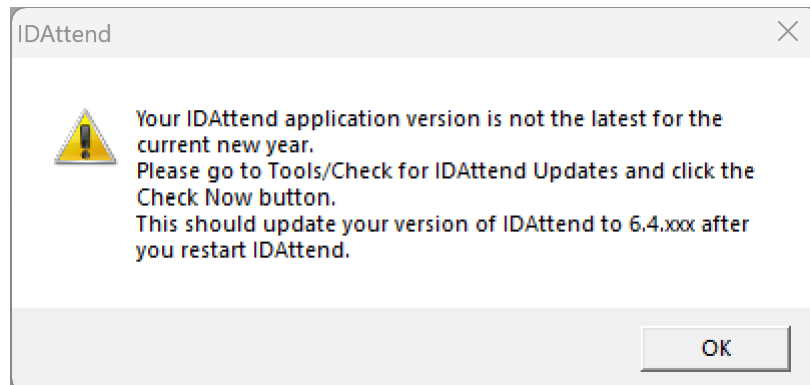 IDAttend
Your IDAttend application version is not the latest for the
current new year.
Please go to Tools/Check for IDAttend Updates and click the
Check Now button.
This should update your version of IDAttend to 6.4.xxx after
you restart IDAttend.
OK